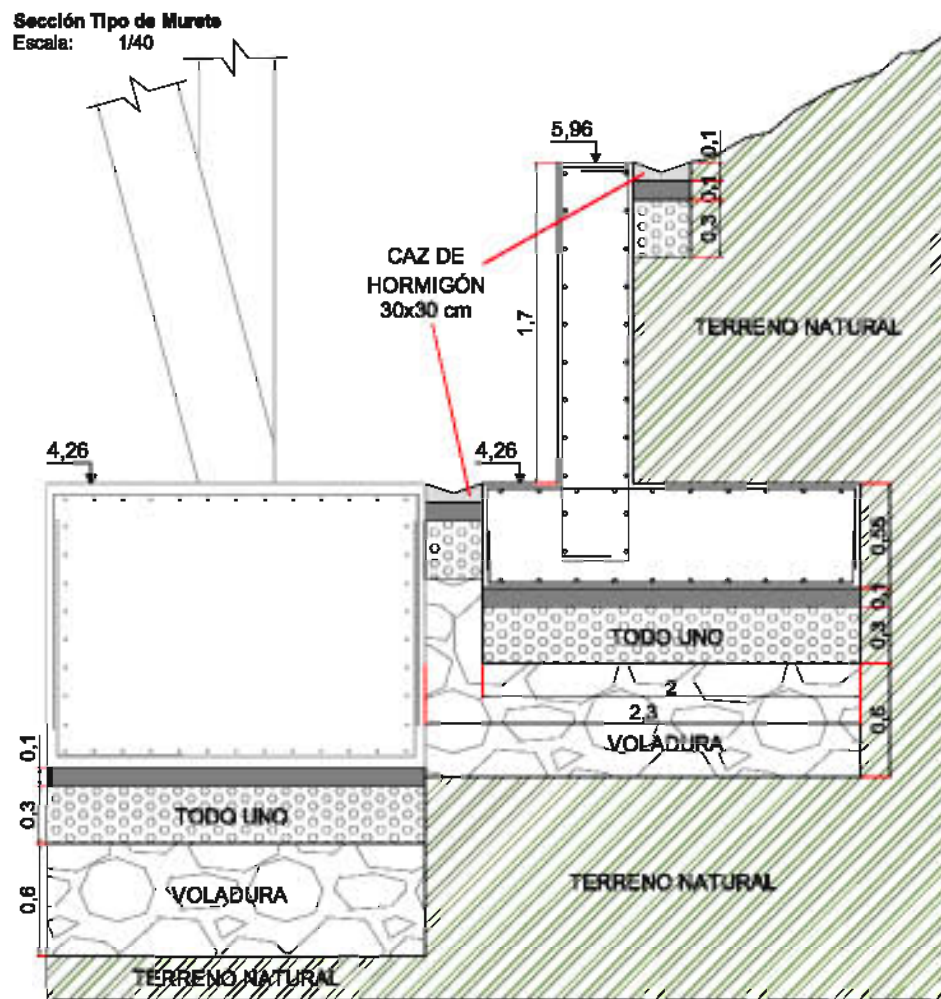 Sección Tipo de Murete
Escala: 1/40
5,96
0,1
0,1
0,3
CAZ DE
HORMIGÓN
30x30 cm
1,7
TERRENO NATURAL
4,26
4,26
0,55
0,1
0,3
TODO UNO
2
2,3
0,6
VOLADURA
0,1
0,3
TODO UNO
0,6
VOLADURA
TERRENO NATURAL
TERRENO NATURAL